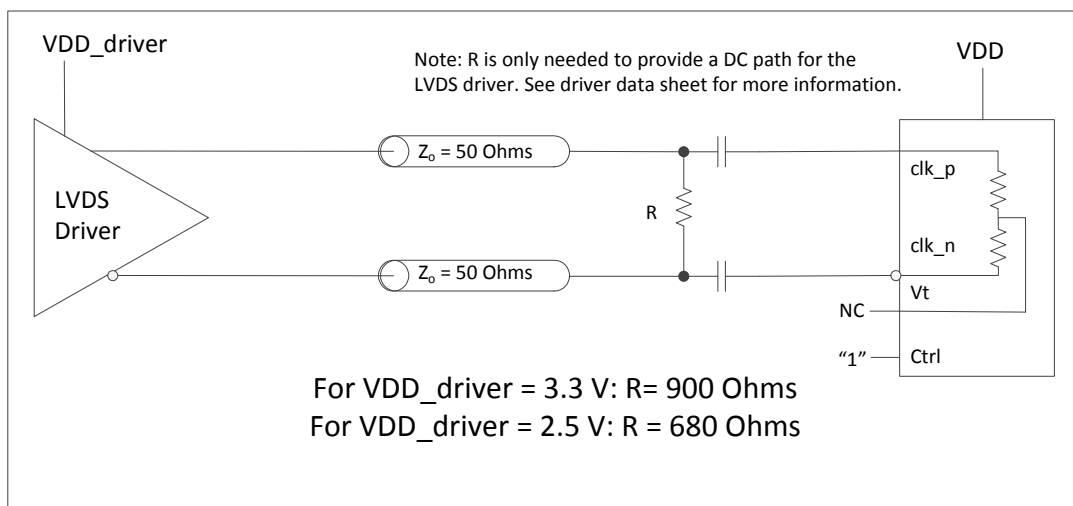 VDD_driver
Note: R is only needed to provide a DC path for the
LVDS driver. See driver data sheet for more information.
VDD
Zo = 50 Ohms
clk_p
LVDS
Driver
R
clk_n
Zo = 50 Ohms
Vt
NC
“1”
Ctrl
For VDD_driver = 3.3 V: R= 900 Ohms
For VDD_driver = 2.5 V: R = 680 Ohms